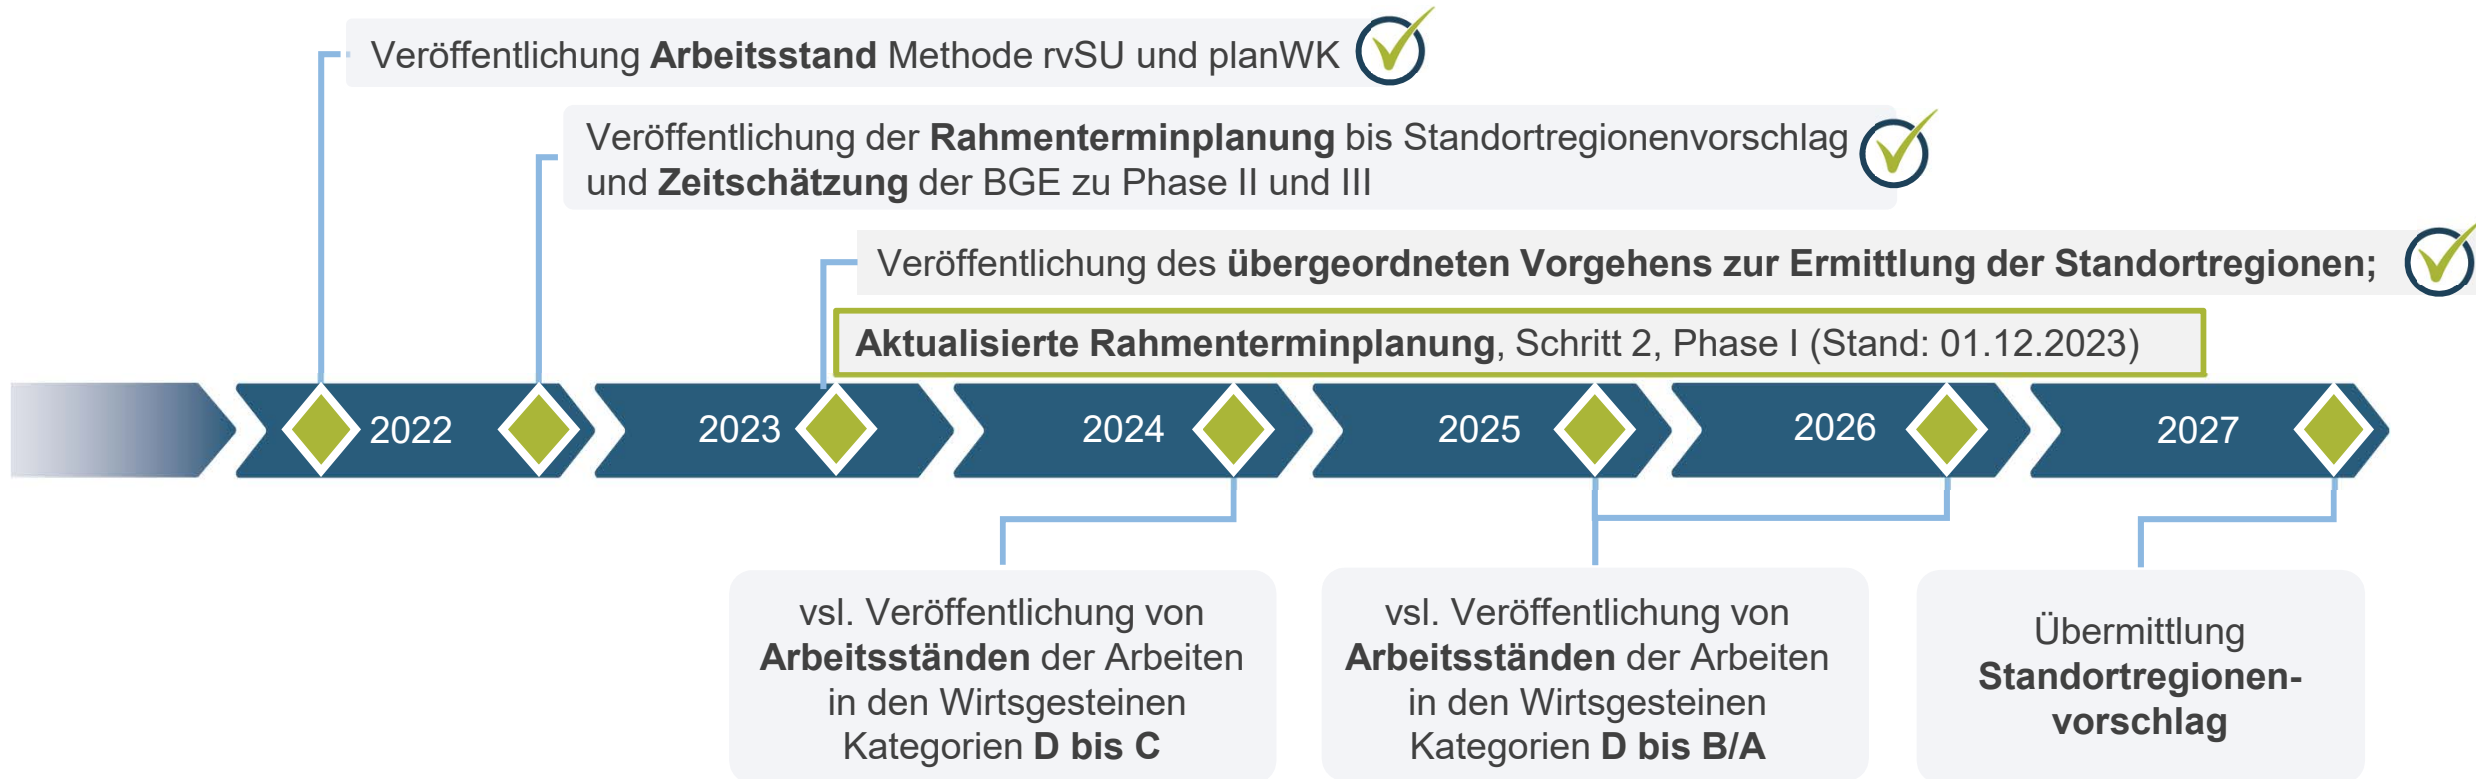 Veröffentlichung Arbeitsstand Methode rvSU und planWK
Veröffentlichung der Rahmenterminplanung bis Standortregionenvorschlag
und Zeitschätzung der BGE zu Phase II und III
Veröffentlichung des übergeordneten Vorgehens zur Ermittlung der Standortregionen;
Aktualisierte Rahmenterminplanung, Schritt 2, Phase I (Stand: 01.12.2023)
2022
2023
2024
2025
2026
2027
vsl. Veröffentlichung von
Arbeitsständen der Arbeiten
in den Wirtsgesteinen
Kategorien D bis C
vsl. Veröffentlichung von
Arbeitsständen der Arbeiten
in den Wirtsgesteinen
Kategorien D bis B/A
Übermittlung
Standortregionen-
vorschlag